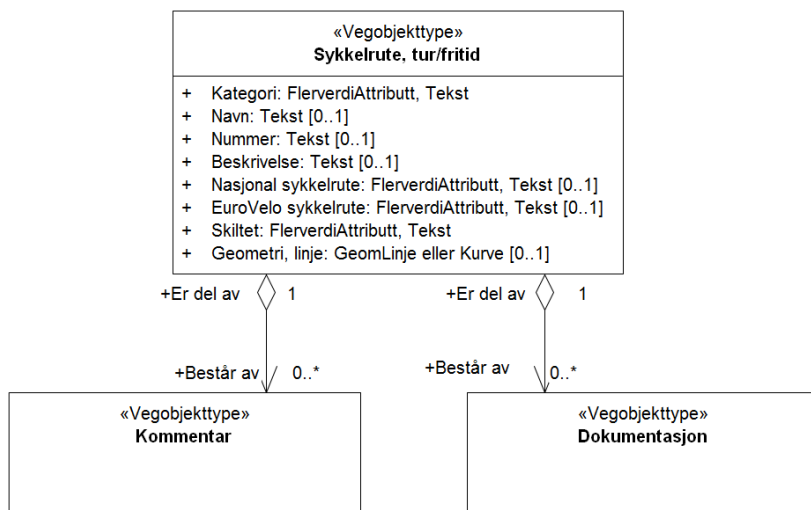 «Vegobjekttype»
Sykkelrute, tur/fritid
+ Kategori: FlerverdiAttributt, Tekst
+ Navn: Tekst [0..1]
+ Nummer: Tekst [0..1]
+ Beskrivelse: Tekst [0..1]
+ Nasjonal sykkelrute: FlerverdiAttributt, Tekst [0..1]
+ EuroVelo sykkelrute: FlerverdiAttributt, Tekst [0..1]
+ Skiltet: FlerverdiAttributt, Tekst
+ Geometri, linje: GeomLinje eller Kurve [0..1]
+Er del av 1
+Er del av 1
+Består av 0..*
+Består av 0..*
«Vegobjekttype»
Kommentar
«Vegobjekttype»
Dokumentasjon